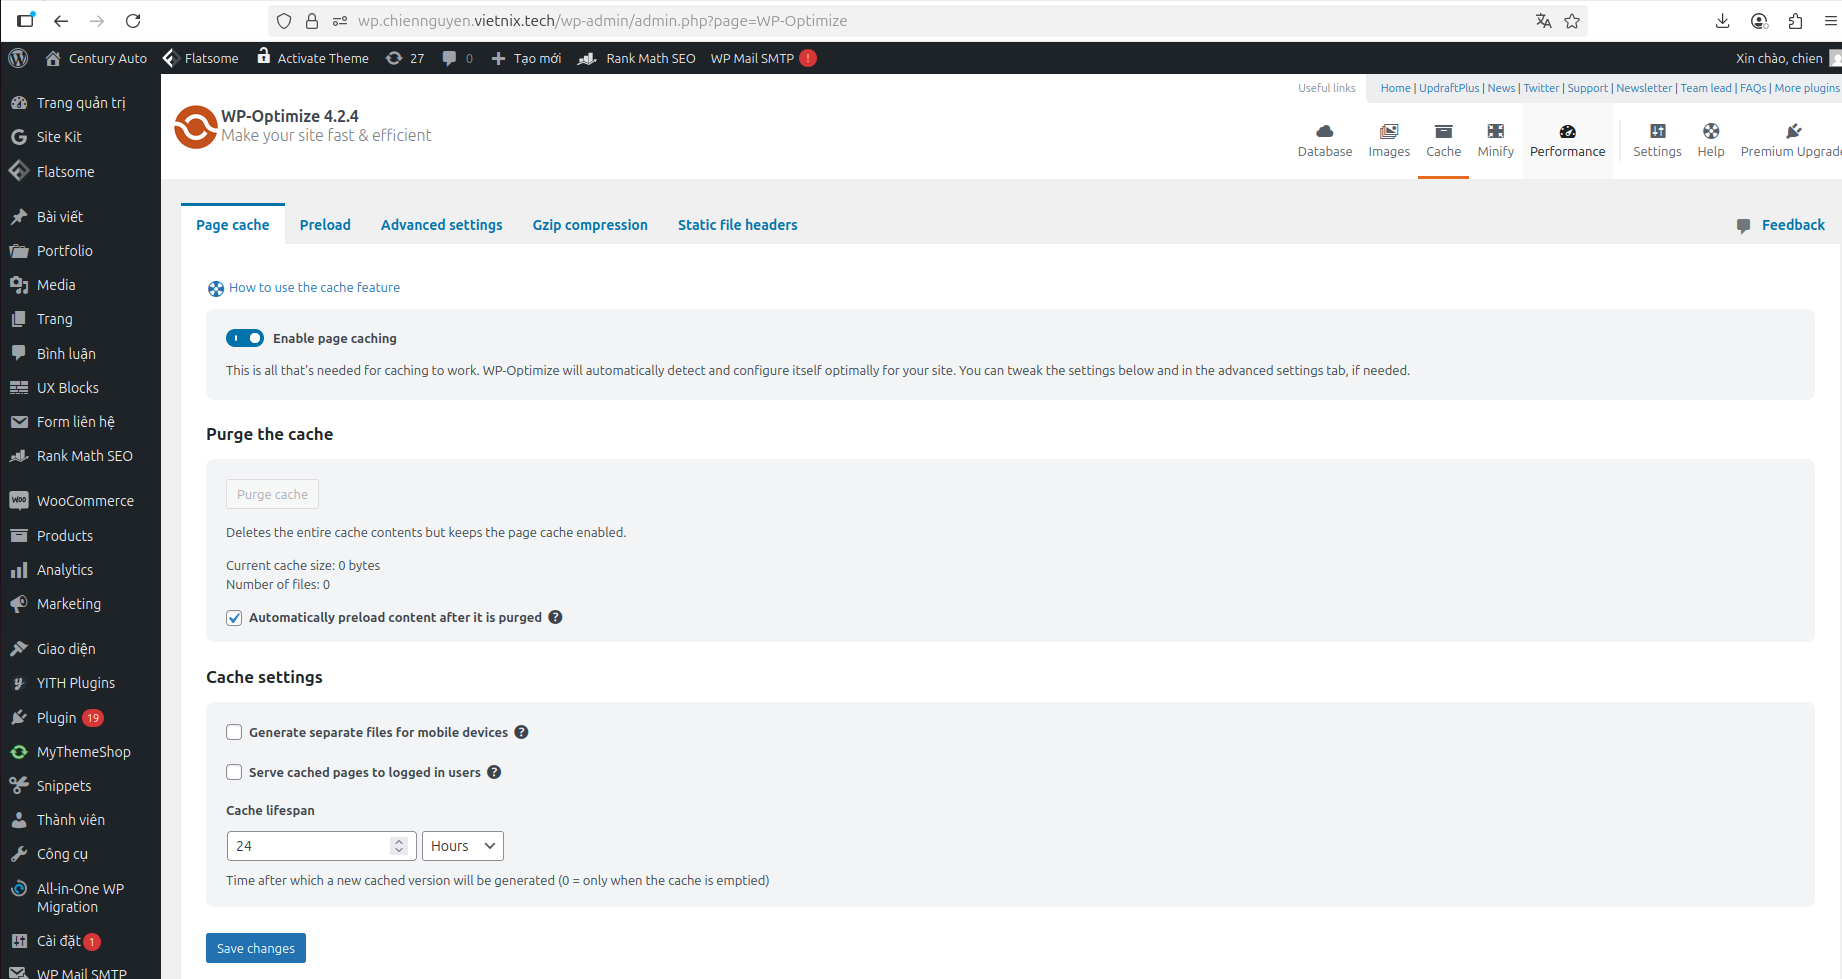 wp.chiennguyen.vietnix.tech/wp-admin/admin.php?page=WP-Optimize
Century Auto Flatsome Activate Theme 27 0 Tạo mới Rank Math SEO WP Mail SMTP ! Xin chào, chien
Trang quản trị
Site Kit
Flatsome
Bài viết
Portfolio
Media
Trang
Bình luận
UX Blocks
Form liên hệ
Rank Math SEO
WooCommerce
Products
Analytics
Marketing
Giao diện
YITH Plugins
Plugin 19
MyThemeShop
Snippets
Thành viên
Công cụ
All-in-One WP
Migration
Cài đặt 1
WP Mail SMTP
Useful links Home | UpdraftPlus | News | Twitter | Support | Newsletter | Team lead | FAQs | More plugins
WP-Optimize 4.2.4
Make your site fast & efficient
Database Images Cache Minify Performance Settings Help Premium Upgrade
Page cache Preload Advanced settings Gzip compression Static file headers Feedback
How to use the cache feature
Enable page caching
This is all that's needed for caching to work. WP-Optimize will automatically detect and configure itself optimally for your site. You can tweak the settings below and in the advanced settings tab, if needed.
Purge the cache
Purge cache
Deletes the entire cache contents but keeps the page cache enabled.
Current cache size: 0 bytes
Number of files: 0
Automatically preload content after it is purged ?
Cache settings
Generate separate files for mobile devices ?
Serve cached pages to logged in users ?
Cache lifespan
24 Hours
Time after which a new cached version will be generated (0 = only when the cache is emptied)
Save changes